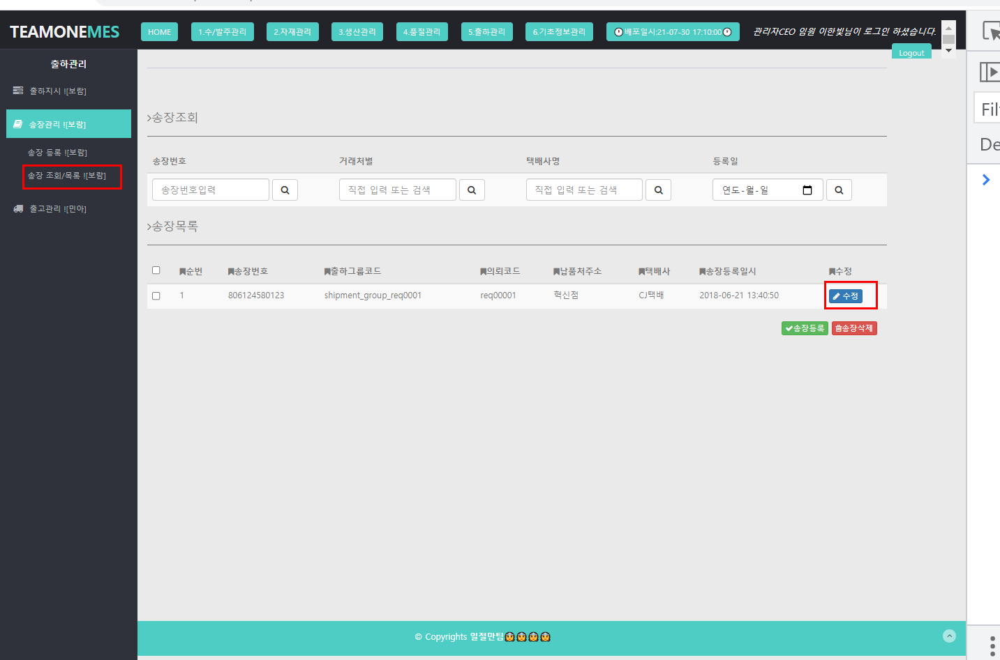 TEAMONEMES
HOME
1.수/발주관리
2.자재관리
3.생산관리
4.품질관리
5.출하관리
6.기초정보관리
배포일시:21-07-30 17:10:00
관리자CEO 임원 이한빛님이 로그인 하셨습니다.
Logout
출하관리
출하지시 ![보람]
송장관리 ![보람]
송장 등록 ![보람]
송장 조회/목록 ![보람]
출고관리 ![민아]
>송장조회
송장번호 거래처별 택배사명 등록일
송장번호입력 직접 입력 또는 검색 직접 입력 또는 검색 연도-월-일
>송장목록
순번 송장번호 출하그룹코드 의뢰코드 납품처주소 택배사 송장등록일시 수정
1 806124580123 shipment_group_req0001 req00001 혁신점 CJ택배 2018-06-21 13:40:50 수정
송장등록 송장삭제
© Copyrights 일절만팀
De